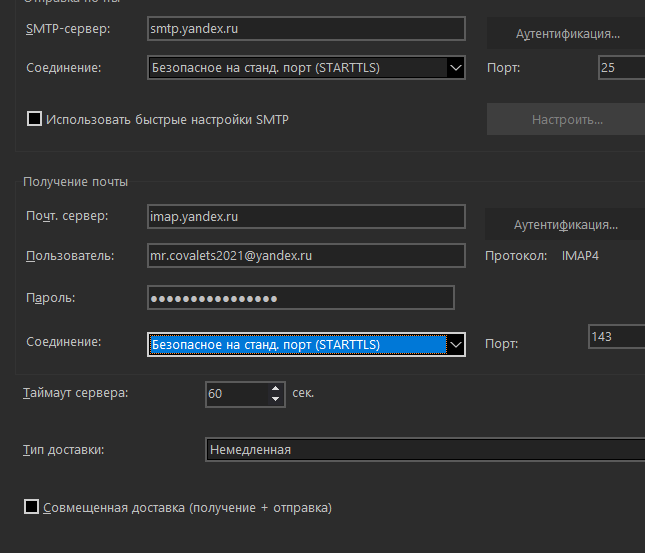 Отправка почты
SMTP-сервер: smtp.yandex.ru Аутентификация...
Соединение: Безопасное на станд. порт (STARTTLS) Порт: 25
Использовать быстрые настройки SMTP Настроить...
Получение почты
Почт. сервер: imap.yandex.ru Аутентификация...
Пользователь: mr.covalets2021@yandex.ru Протокол: IMAP4
Пароль: ●●●●●●●●●●●●●●●●
Соединение: Безопасное на станд. порт (STARTTLS) Порт: 143
Таймаут сервера: 60 сек.
Тип доставки: Немедленная
Совмещенная доставка (получение + отправка)